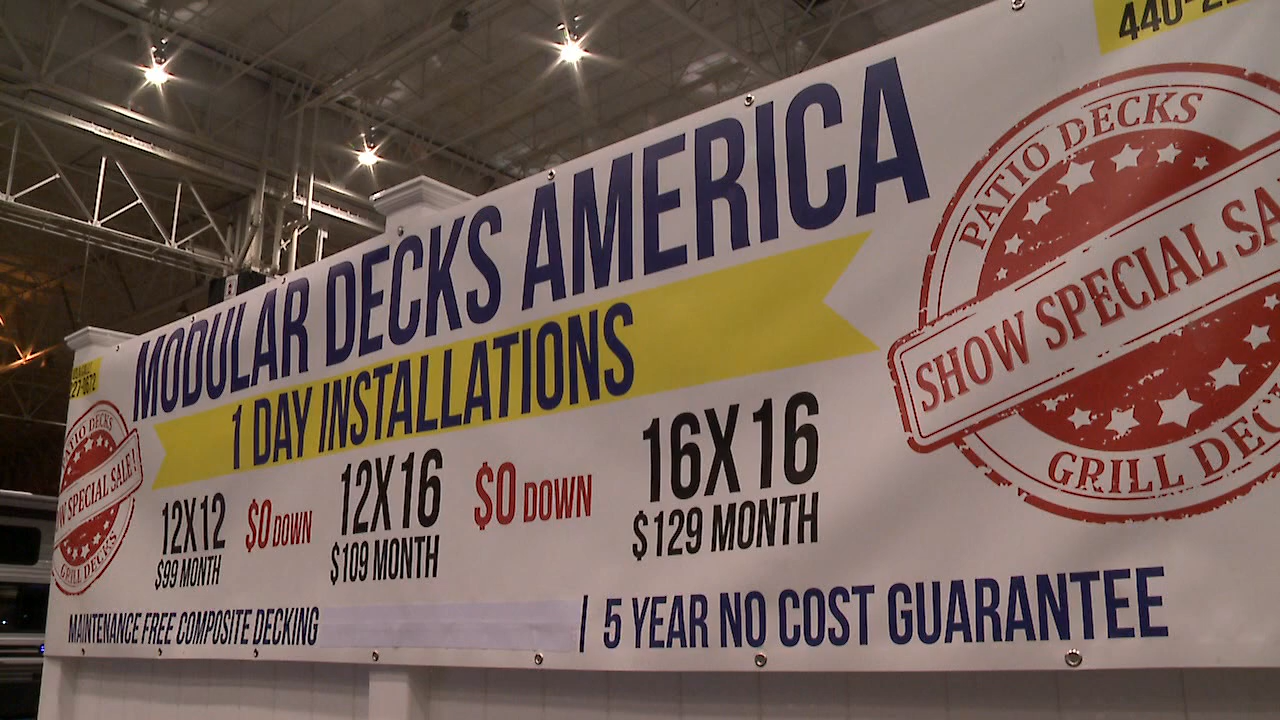 440-2
MODULAR DECKS AMERICA
1 DAY INSTALLATIONS
12X12
$99 MONTH
$0 DOWN
12X16
$109 MONTH
$0 DOWN
16X16
$129 MONTH
MAINTENANCE FREE COMPOSITE DECKING
| 5 YEAR NO COST GUARANTEE
PATIO DECKS
SHOW SPECIAL SA
GRILL DEC
227-0672
PATIO DECKS
W SPECIAL SALE!
GRILL DECKS